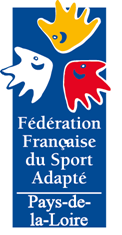 Fédération
Française
du Sport
Adapté
Pays-de-
la-Loire